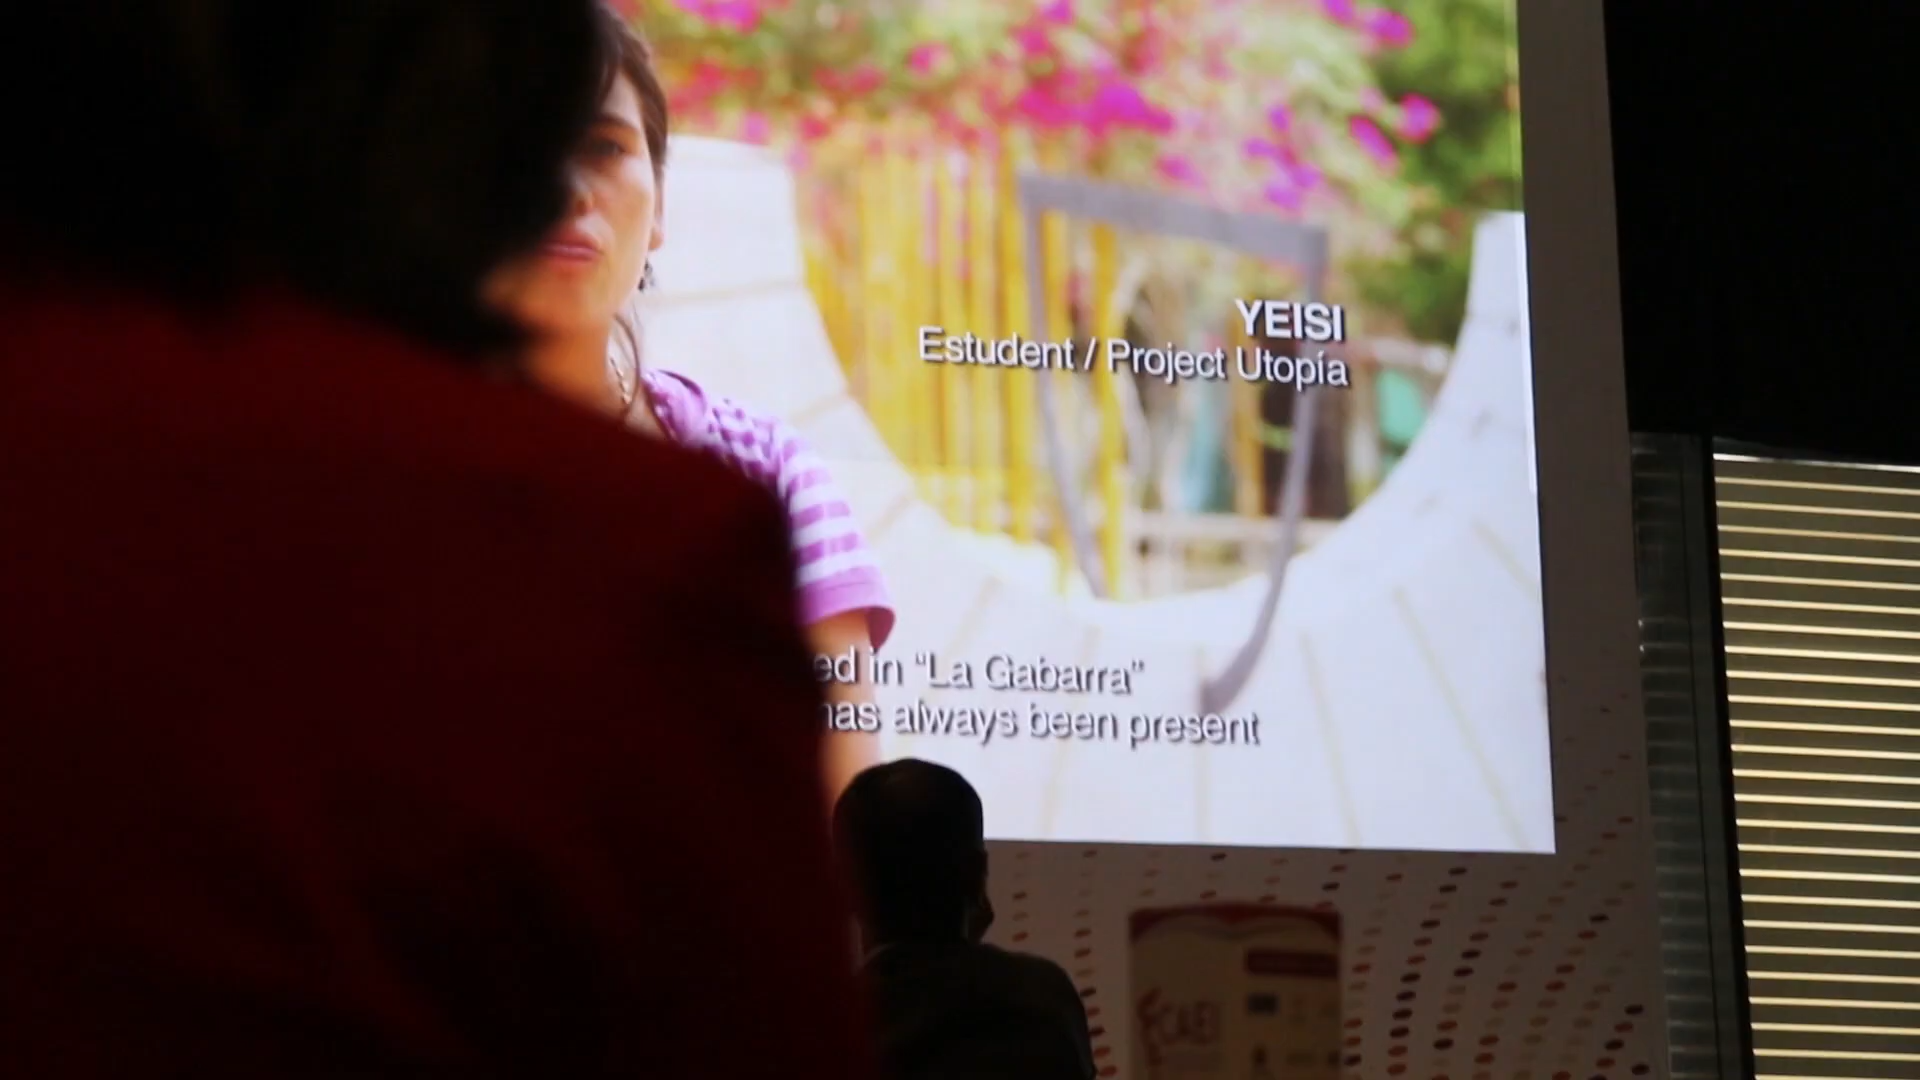 YEISI
Estudent / Project Utopía
ed in “La Gabarra”
has always been present